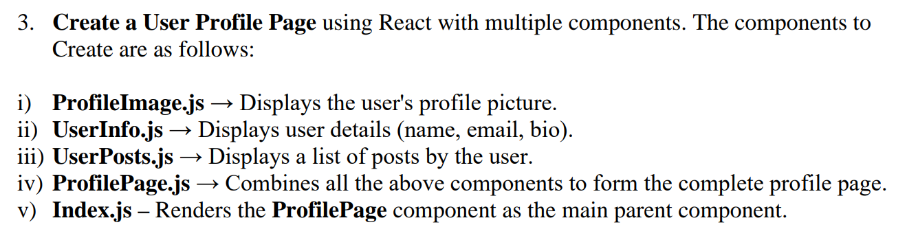 3. Create a User Profile Page using React with multiple components. The components to
Create are as follows:
i) ProfileImage.js → Displays the user's profile picture.
ii) UserInfo.js → Displays user details (name, email, bio).
iii) UserPosts.js → Displays a list of posts by the user.
iv) ProfilePage.js → Combines all the above components to form the complete profile page.
v) Index.js – Renders the ProfilePage component as the main parent component.